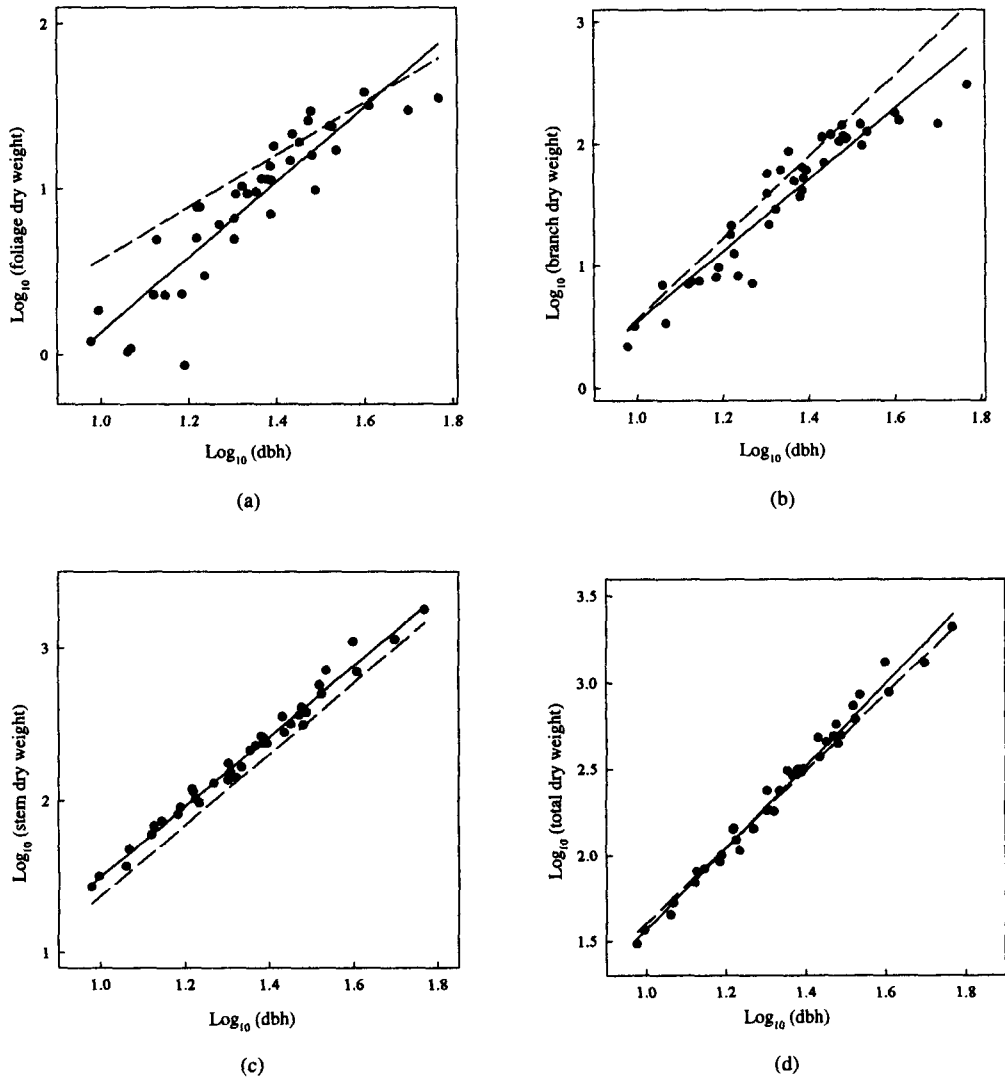 2
1
0
Log₁₀ (foliage dry weight)
1.0 1.2 1.4 1.6 1.8
Log₁₀ (dbh)
(a)
3
2
1
0
Log₁₀ (branch dry weight)
1.0 1.2 1.4 1.6 1.8
Log₁₀ (dbh)
(b)
3
2
1
Log₁₀ (stem dry weight)
1.0 1.2 1.4 1.6 1.8
Log₁₀ (dbh)
(c)
3.5
3.0
2.5
2.0
1.5
Log₁₀ (total dry weight)
1.0 1.2 1.4 1.6 1.8
Log₁₀ (dbh)
(d)